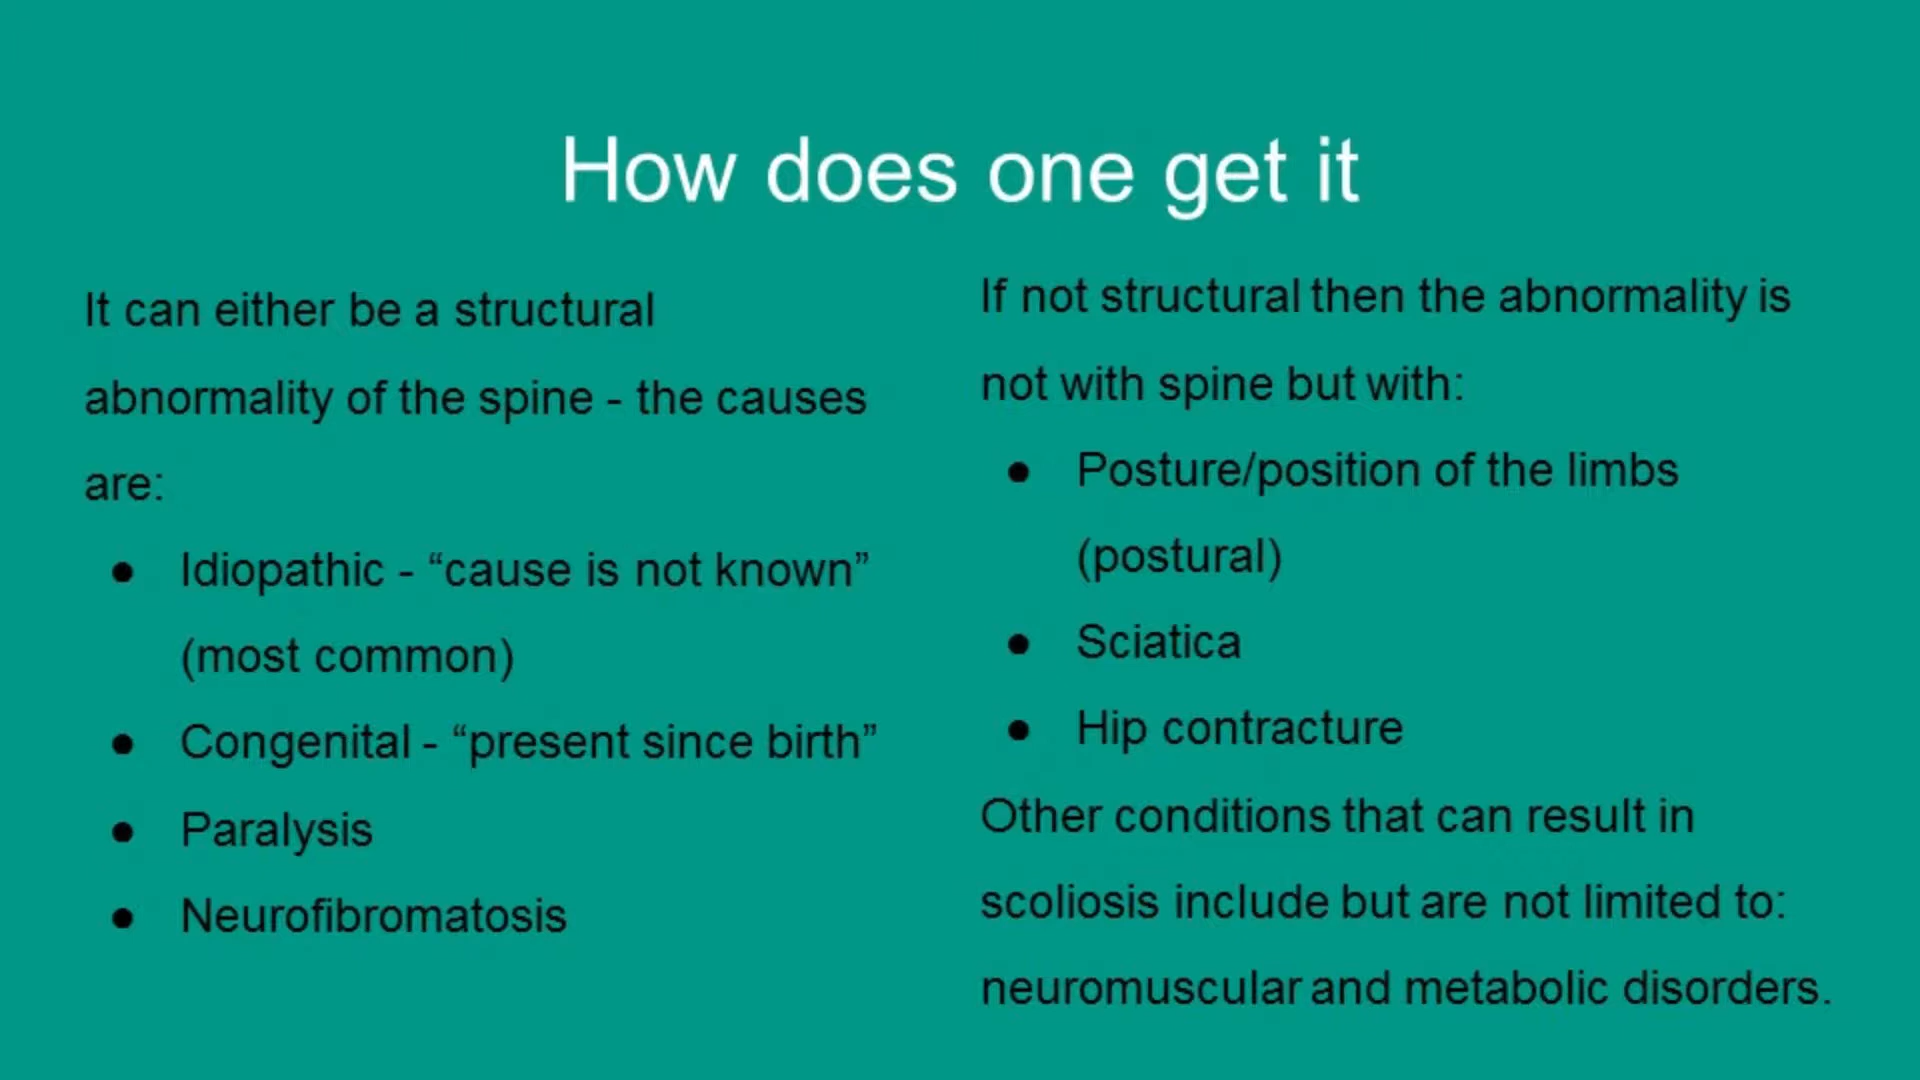 How does one get it
It can either be a structural
abnormality of the spine - the causes
are:
● Idiopathic - “cause is not known”
(most common)
● Congenital - “present since birth”
● Paralysis
● Neurofibromatosis
If not structural then the abnormality is
not with spine but with:
● Posture/position of the limbs
(postural)
● Sciatica
● Hip contracture
Other conditions that can result in
scoliosis include but are not limited to:
neuromuscular and metabolic disorders.